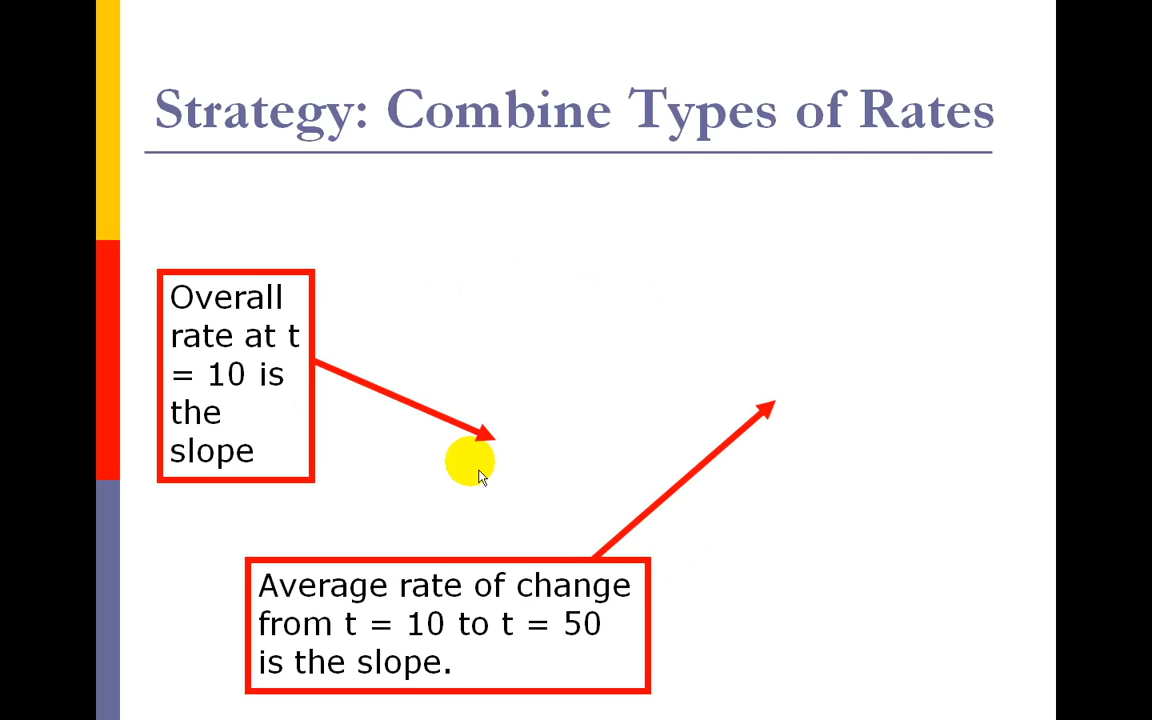 Strategy: Combine Types of Rates
Overall
rate at t
= 10 is
the
slope
Average rate of change
from t = 10 to t = 50
is the slope.